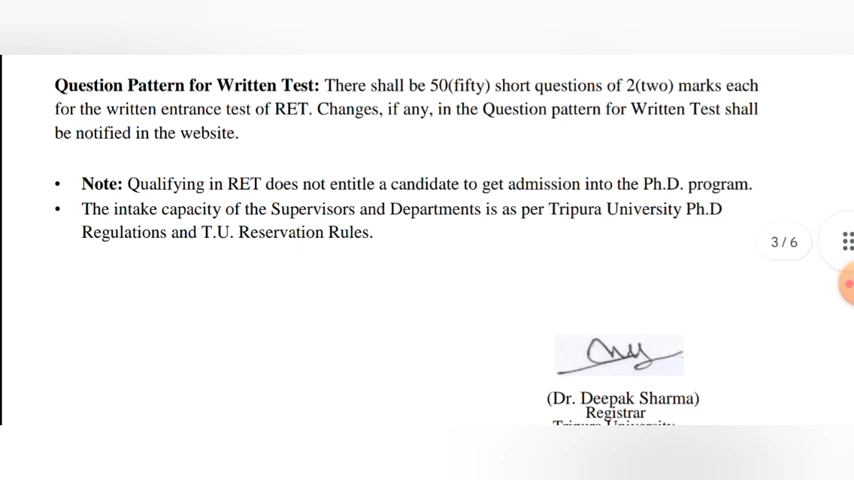 Question Pattern for Written Test: There shall be 50(fifty) short questions of 2(two) marks each
for the written entrance test of RET. Changes, if any, in the Question pattern for Written Test shall
be notified in the website.
• Note: Qualifying in RET does not entitle a candidate to get admission into the Ph.D. program.
• The intake capacity of the Supervisors and Departments is as per Tripura University Ph.D
Regulations and T.U. Reservation Rules.
3 / 6
(Dr. Deepak Sharma)
Registrar
Tripura University